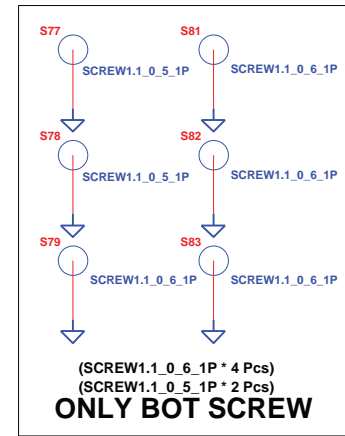 S77 S81
SCREW1.1_0_5_1P SCREW1.1_0_6_1P
S78 S82
SCREW1.1_0_5_1P SCREW1.1_0_6_1P
S79 S83
SCREW1.1_0_6_1P SCREW1.1_0_6_1P
(SCREW1.1_0_6_1P * 4 Pcs)
(SCREW1.1_0_5_1P * 2 Pcs)
ONLY BOT SCREW